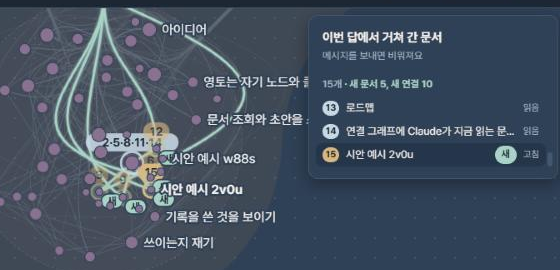 아이디어
영토는 자기 노드와
문서 조회와 초안을
12
2·5·8·11·14
6
시안 예시 w88s
15
시안 예시 2v0u
새
새
새
기록을 쓴 것을 보이기
쓰이는지 재기
이번 답에서 거쳐 간 문서
메시지를 보내면 비워져요
15개 · 새 문서 5, 새 연결 10
13 로드맵 읽음
14 연결 그래프에 Claude가 지금 읽는 문... 읽음
15 시안 예시 2v0u 새 고침